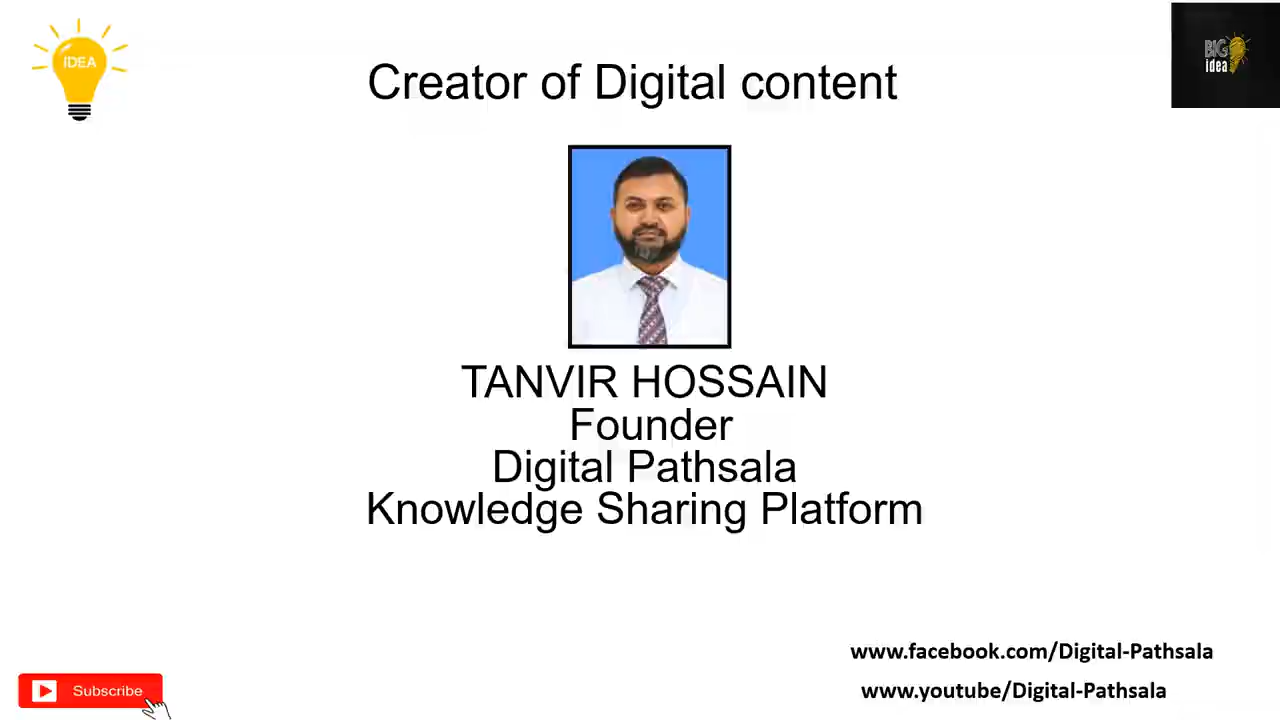 IDEA
BIG
idea
Creator of Digital content
TANVIR HOSSAIN
Founder
Digital Pathsala
Knowledge Sharing Platform
www.facebook.com/Digital-Pathsala
www.youtube/Digital-Pathsala
Subscribe